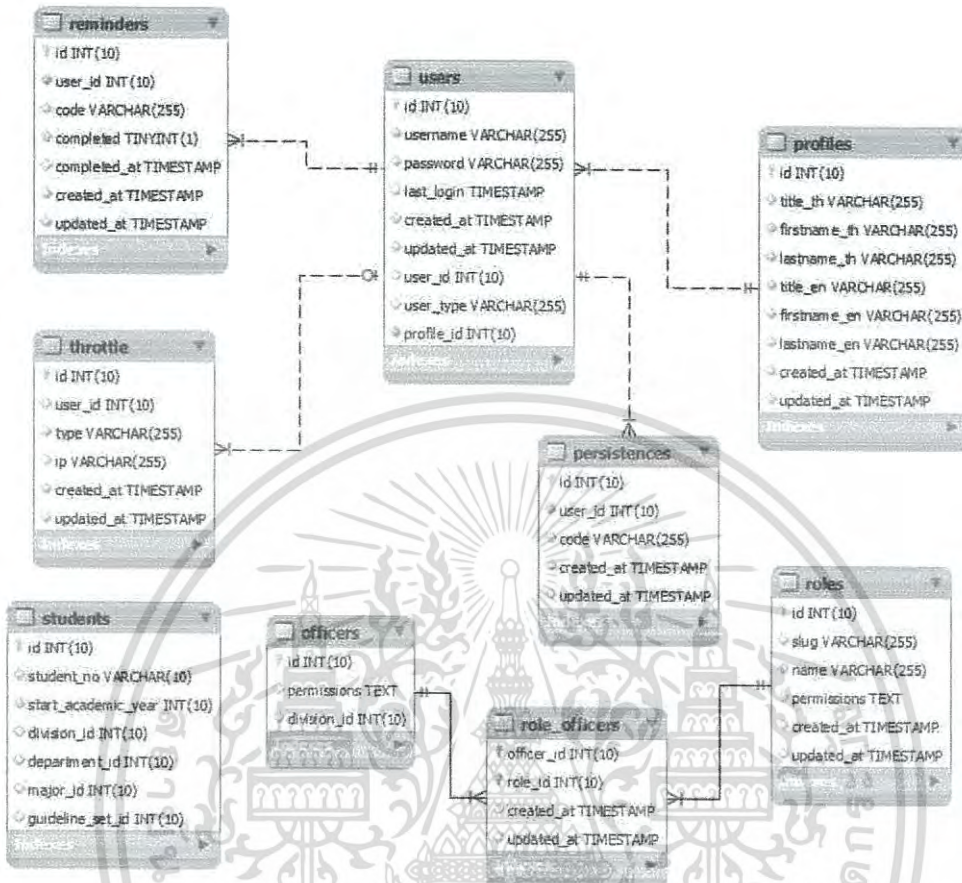 reminders
id INT(10)
user_id INT(10)
code VARCHAR(255)
completed TINYINT(1)
completed_at TIMESTAMP
created_at TIMESTAMP
updated_at TIMESTAMP
Indexes
users
id INT(10)
username VARCHAR(255)
password VARCHAR(255)
last_login TIMESTAMP
created_at TIMESTAMP
updated_at TIMESTAMP
user_id INT(10)
user_type VARCHAR(255)
profile_id INT(10)
Indexes
profiles
id INT(10)
title_th VARCHAR(255)
firstname_th VARCHAR(255)
lastname_th VARCHAR(255)
title_en VARCHAR(255)
firstname_en VARCHAR(255)
lastname_en VARCHAR(255)
created_at TIMESTAMP
updated_at TIMESTAMP
Indexes
throttle
id INT(10)
user_id INT(10)
type VARCHAR(255)
ip VARCHAR(255)
created_at TIMESTAMP
updated_at TIMESTAMP
Indexes
persistences
id INT(10)
user_id INT(10)
code VARCHAR(255)
created_at TIMESTAMP
updated_at TIMESTAMP
Indexes
students
id INT(10)
student_no VARCHAR(10)
start_academic_year INT(10)
division_id INT(10)
department_id INT(10)
major_id INT(10)
guideline_set_id INT(10)
Indexes
officers
id INT(10)
permissions TEXT
division_id INT(10)
role_officers
officer_id INT(10)
role_id INT(10)
created_at TIMESTAMP
updated_at TIMESTAMP
roles
id INT(10)
slug VARCHAR(255)
name VARCHAR(255)
permissions TEXT
created_at TIMESTAMP
updated_at TIMESTAMP
Indexes